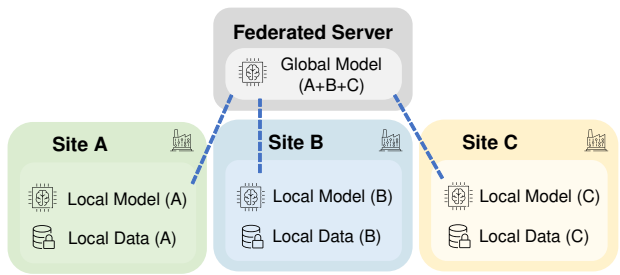 Federated Server
Global Model
(A+B+C)
Site A
Local Model (A)
Local Data (A)
Site B
Local Model (B)
Local Data (B)
Site C
Local Model (C)
Local Data (C)